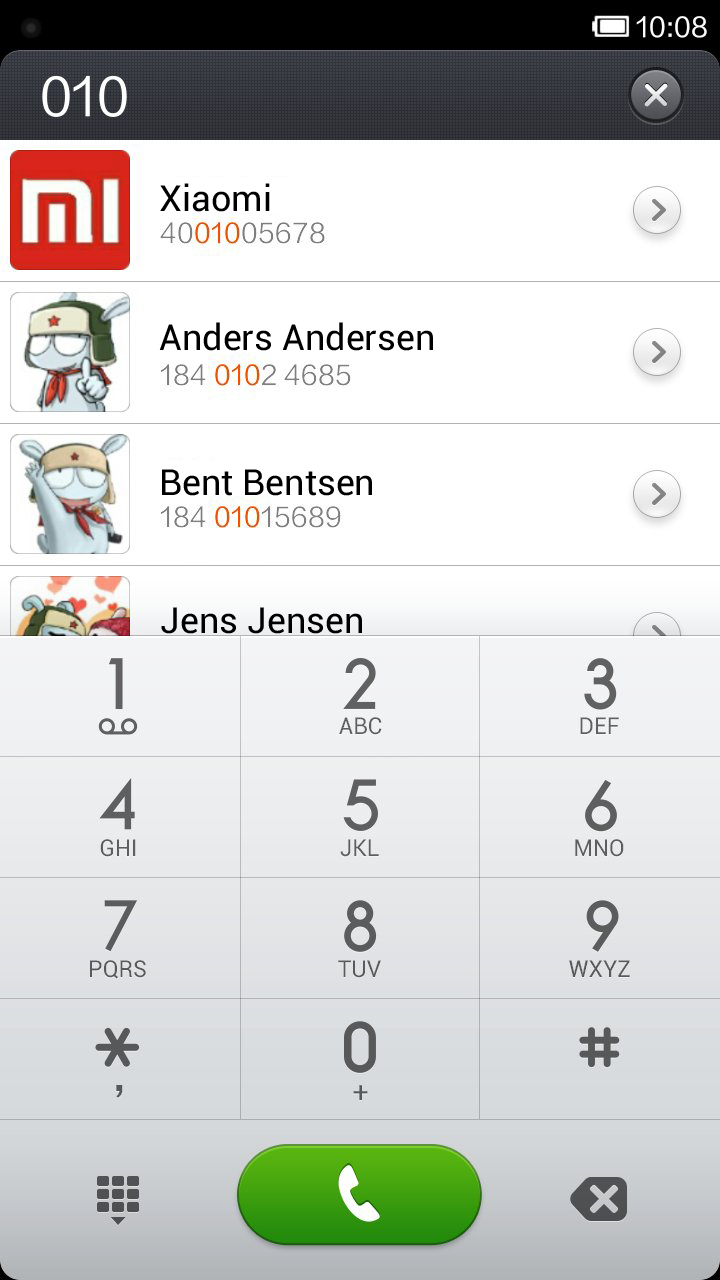 10:08
010
mi
Xiaomi
4001005678
Anders Andersen
184 0102 4685
Bent Bentsen
184 01015689
Jens Jensen
1 2 3
ABC DEF
4 5 6
GHI JKL MNO
7 8 9
PQRS TUV WXYZ
* 0 #
, +